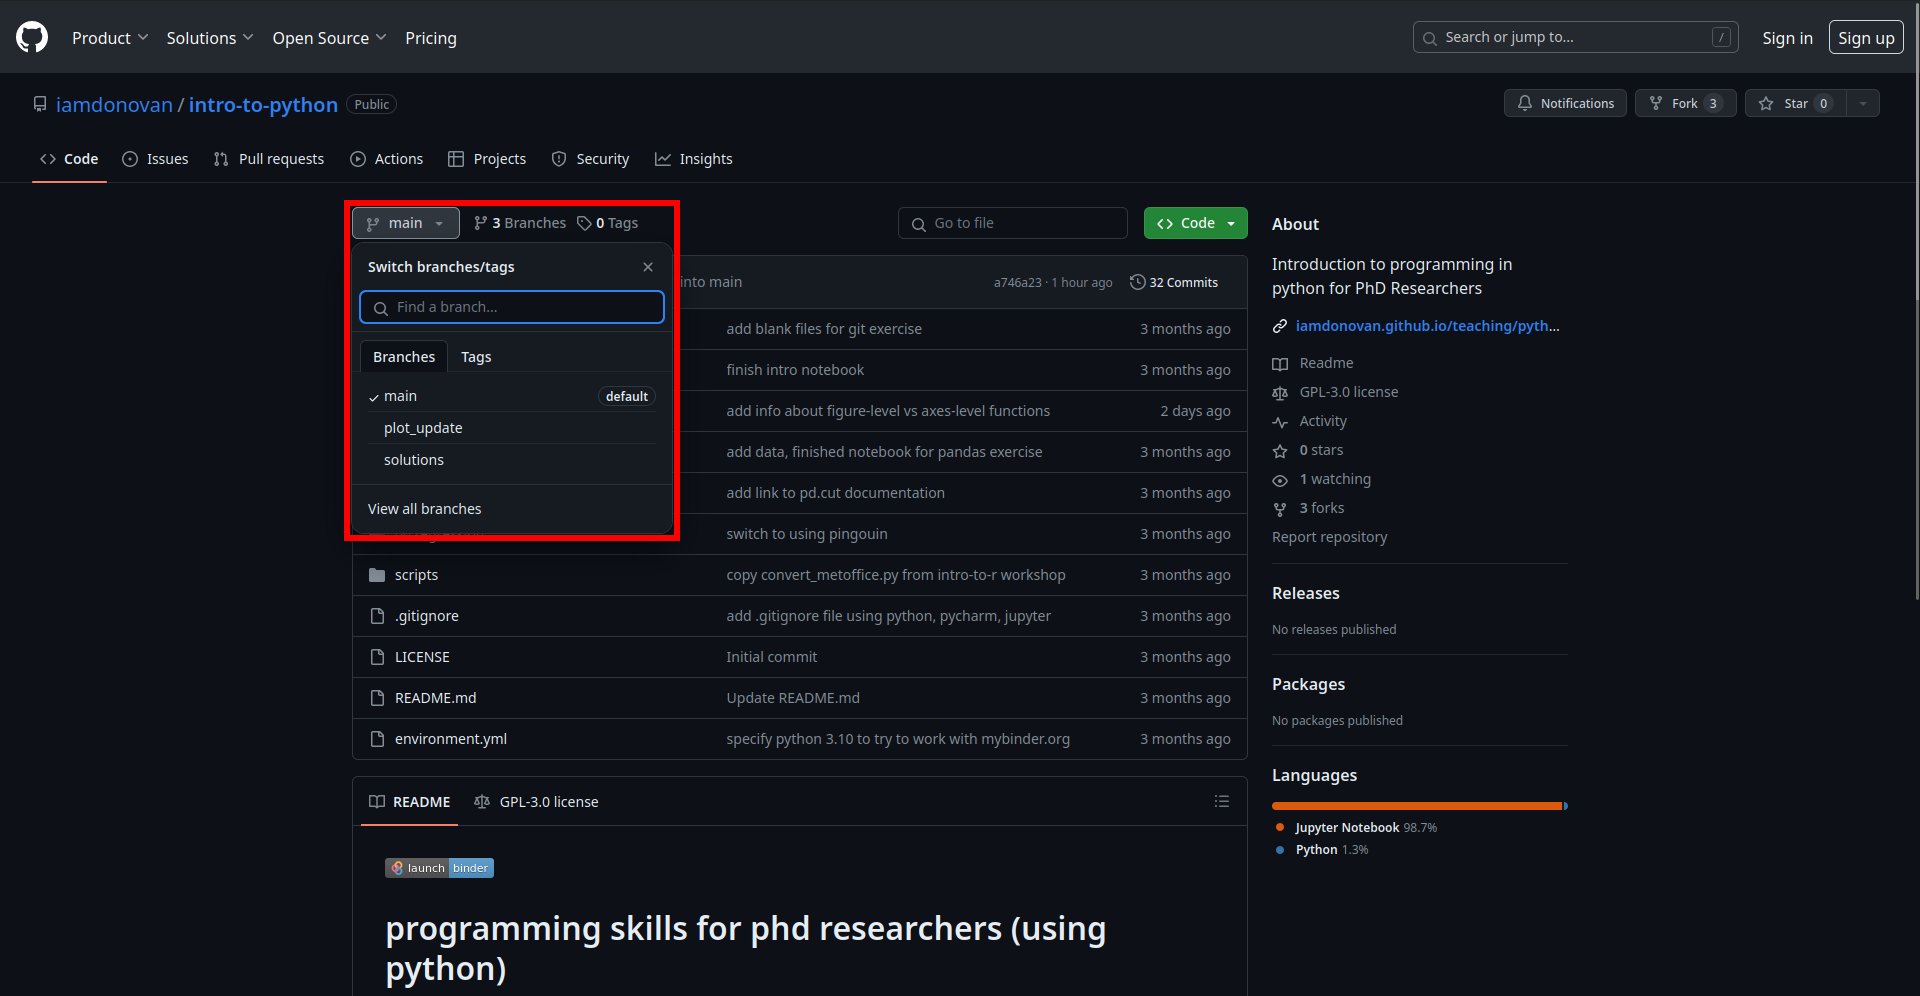 Product Solutions Open Source Pricing Search or jump to... / Sign in Sign up
iamdonovan / intro-to-python Public Notifications Fork 3 Star 0
Code Issues Pull requests Actions Projects Security Insights
main 3 Branches 0 Tags Go to file Code
Switch branches/tags
Find a branch...
Branches Tags
main default
plot_update
solutions
View all branches
into main a746a23 · 1 hour ago 32 Commits
add blank files for git exercise 3 months ago
finish intro notebook 3 months ago
add info about figure-level vs axes-level functions 2 days ago
add data, finished notebook for pandas exercise 3 months ago
add link to pd.cut documentation 3 months ago
switch to using pingouin 3 months ago
scripts copy convert_metoffice.py from intro-to-r workshop 3 months ago
.gitignore add .gitignore file using python, pycharm, jupyter 3 months ago
LICENSE Initial commit 3 months ago
README.md Update README.md 3 months ago
environment.yml specify python 3.10 to try to work with mybinder.org 3 months ago
README GPL-3.0 license
launch binder
programming skills for phd researchers (using
python)
About
Introduction to programming in
python for PhD Researchers
iamdonovan.github.io/teaching/pyth...
Readme
GPL-3.0 license
Activity
0 stars
1 watching
3 forks
Report repository
Releases
No releases published
Packages
No packages published
Languages
Jupyter Notebook 98.7%
Python 1.3%